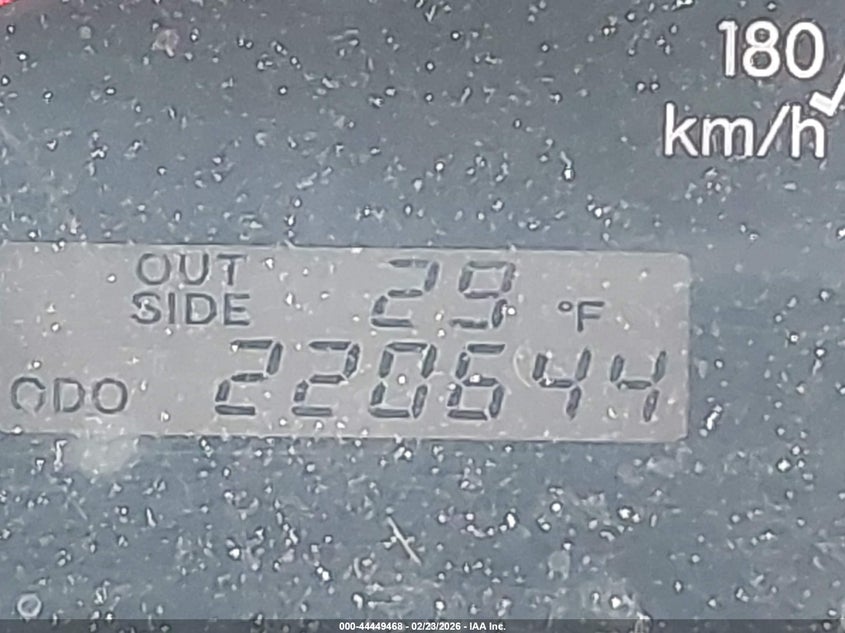 180
km/h
OUT SIDE 29 °F
ODO 220644
000-44449468 - 02/23/2026 - IAA Inc.